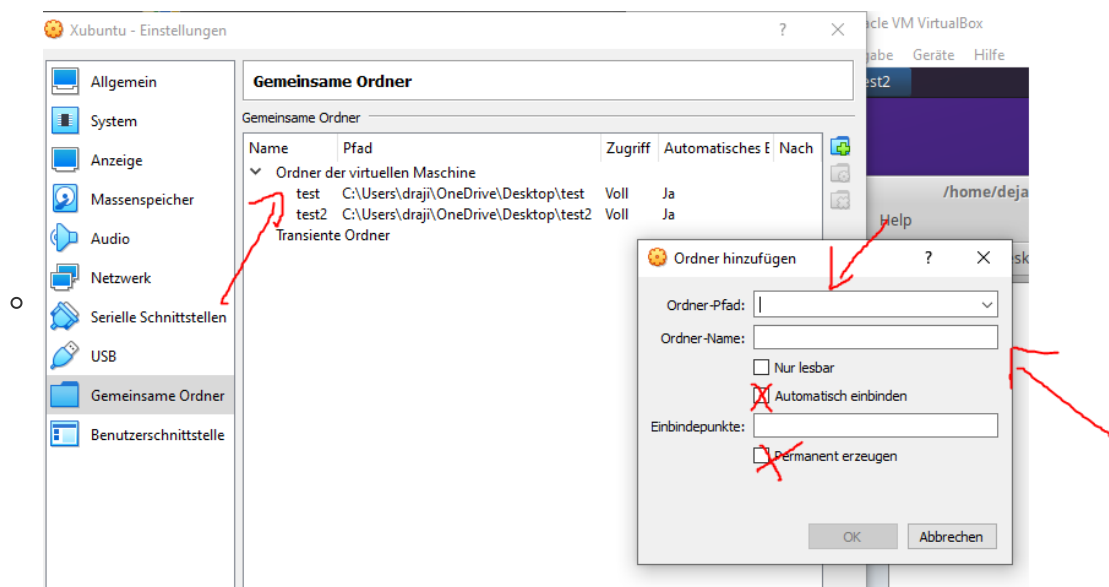 Xubuntu - Einstellungen
?
acle VM VirtualBox
gabe Geräte Hilfe
est2
Allgemein
System
Anzeige
Massenspeicher
Audio
Netzwerk
Serielle Schnittstellen
USB
Gemeinsame Ordner
Benutzerschnittstelle
Gemeinsame Ordner
Gemeinsame Ordner
Name Pfad Zugriff Automatisches E Nach
Ordner der virtuellen Maschine
test C:\Users\draji\OneDrive\Desktop\test Voll Ja
test2 C:\Users\draji\OneDrive\Desktop\test2 Voll Ja
Transiente Ordner
/home/deja
Help
esk
Ordner hinzufügen ?
Ordner-Pfad:
Ordner-Name:
Nur lesbar
Automatisch einbinden
Einbindepunkte:
Permanent erzeugen
OK Abbrechen